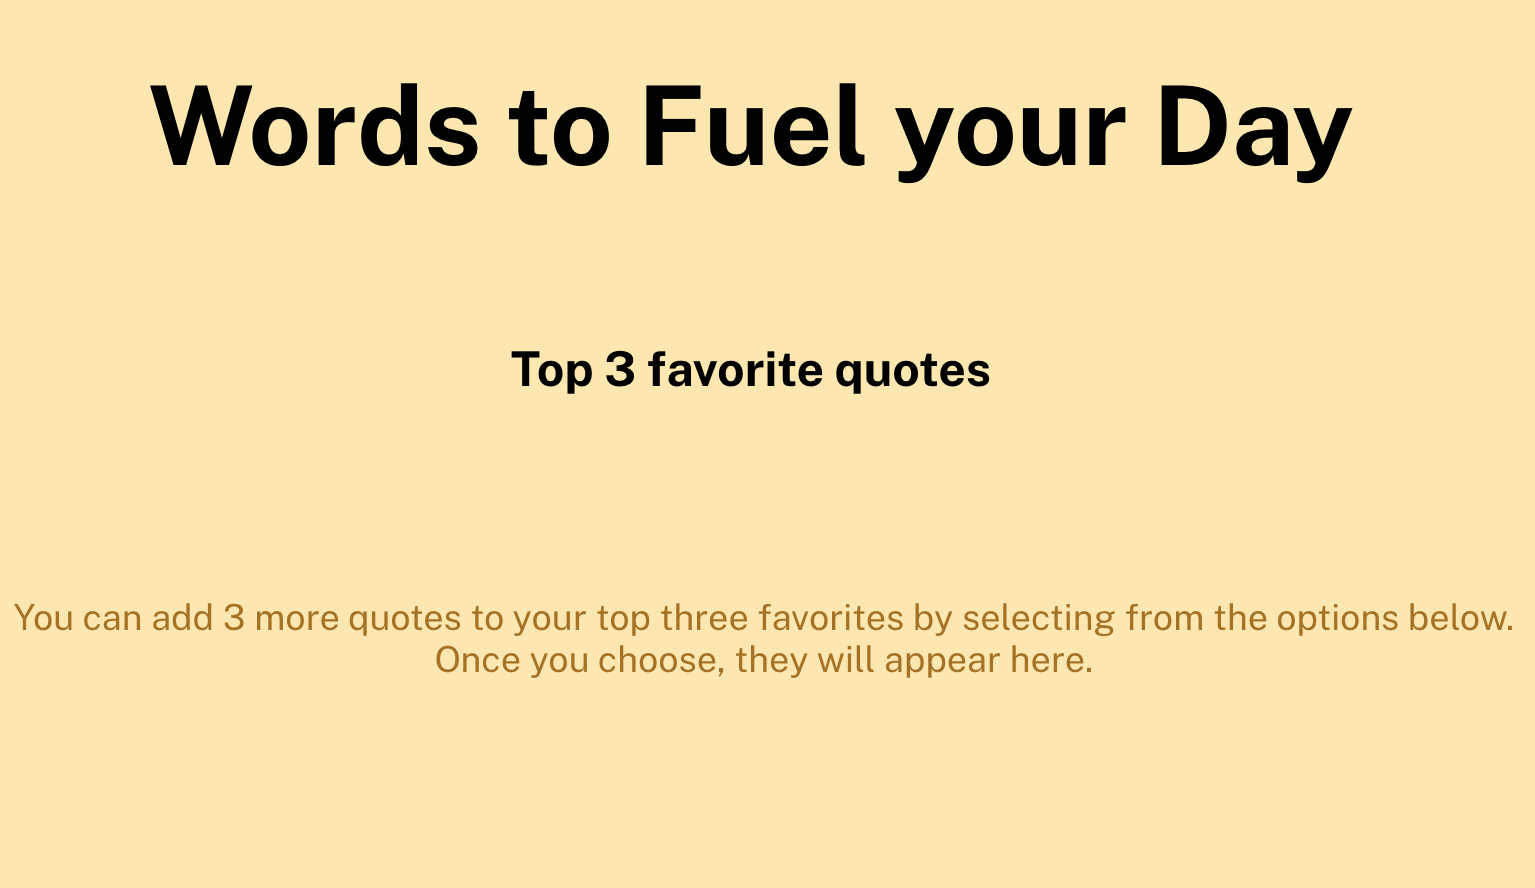 Words to Fuel your Day
Top 3 favorite quotes
You can add 3 more quotes to your top three favorites by selecting from the options below.
Once you choose, they will appear here.